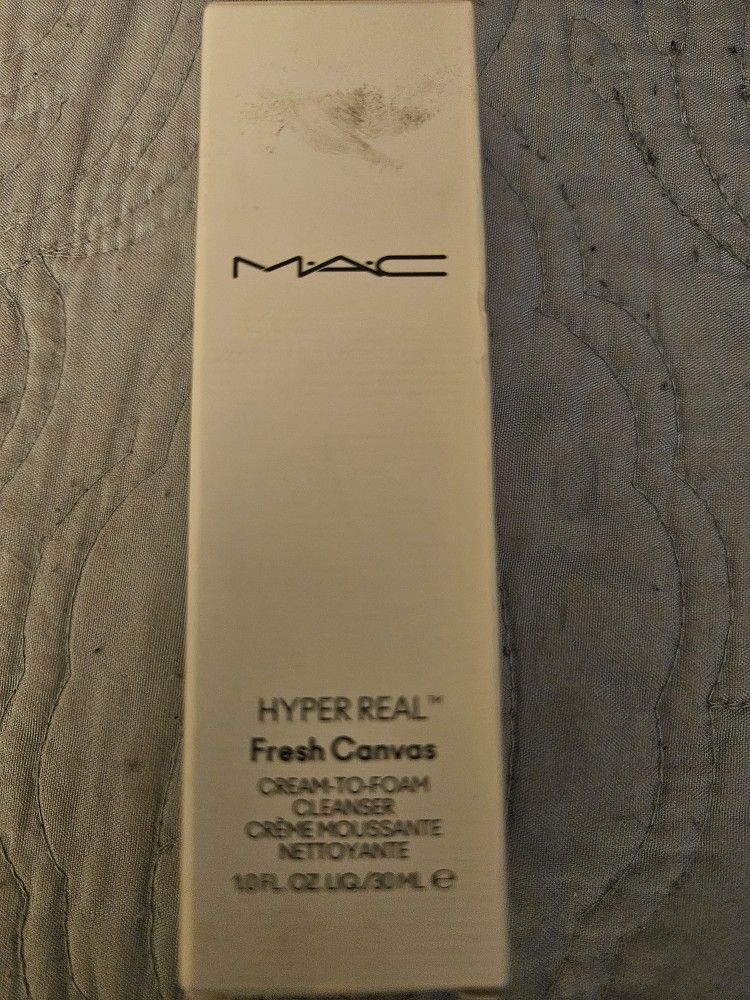 M·A·C
HYPER REAL™
Fresh Canvas
CREAM-TO-FOAM
CLEANSER
CRÈME MOUSSANTE
NETTOYANTE
1.0 FL. OZ. LIQ./30 ML ℮